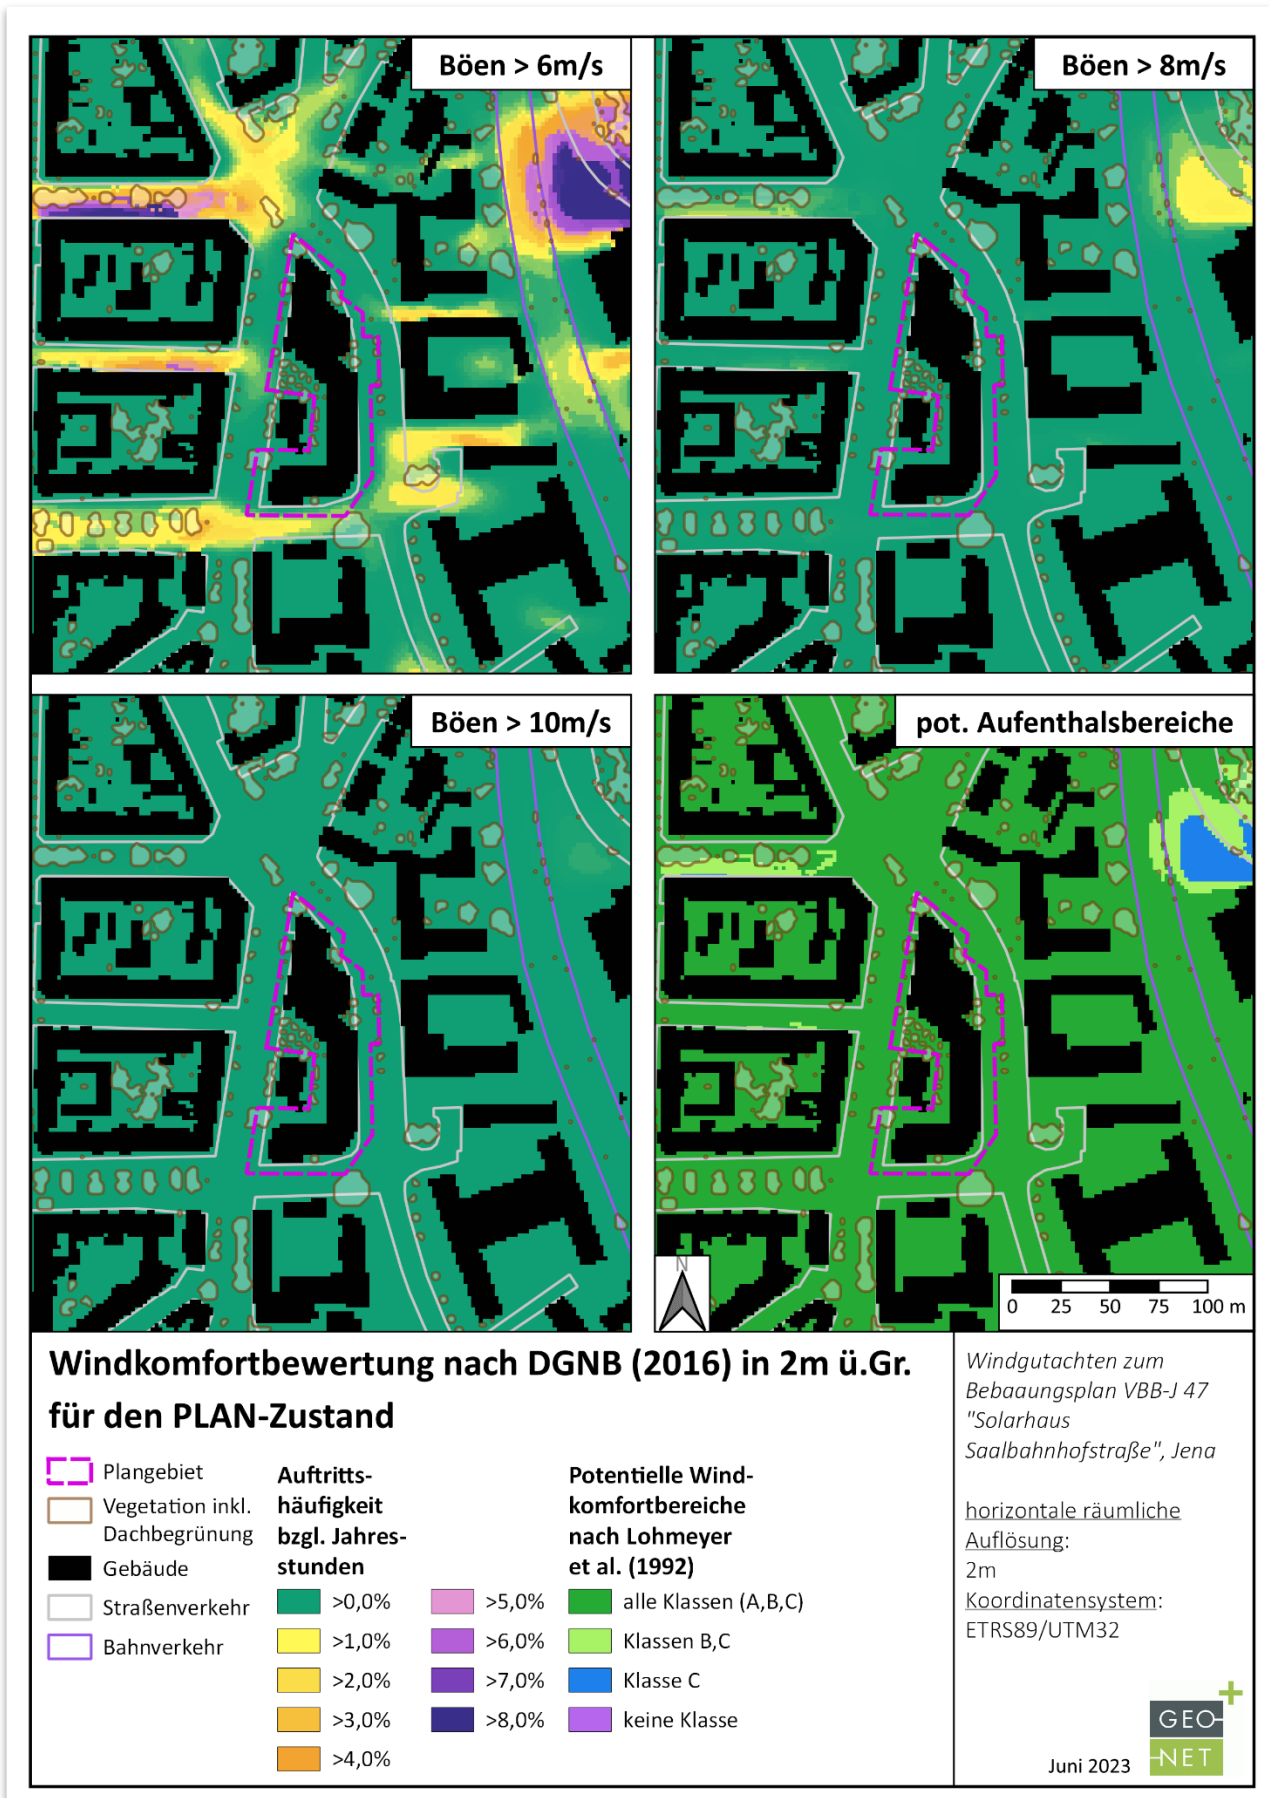 Böen > 6m/s
Böen > 8m/s
Böen > 10m/s
pot. Aufenthalsbereiche
N
0 25 50 75 100 m
Windkomfortbewertung nach DGNB (2016) in 2m ü.Gr.
für den PLAN-Zustand
Plangebiet
Vegetation inkl.
Dachbegrünung
Gebäude
Straßenverkehr
Bahnverkehr
Auftritts-
häufigkeit
bzgl. Jahres-
stunden
>0,0%
>1,0%
>2,0%
>3,0%
>4,0%
>5,0%
>6,0%
>7,0%
>8,0%
Potentielle Wind-
komfortbereiche
nach Lohmeyer
et al. (1992)
alle Klassen (A,B,C)
Klassen B,C
Klasse C
keine Klasse
Windgutachten zum
Bebaauungsplan VBB-J 47
"Solarhaus
Saalbahnhofstraße", Jena
horizontale räumliche
Auflösung:
2m
Koordinatensystem:
ETRS89/UTM32
Juni 2023
GEO
NET